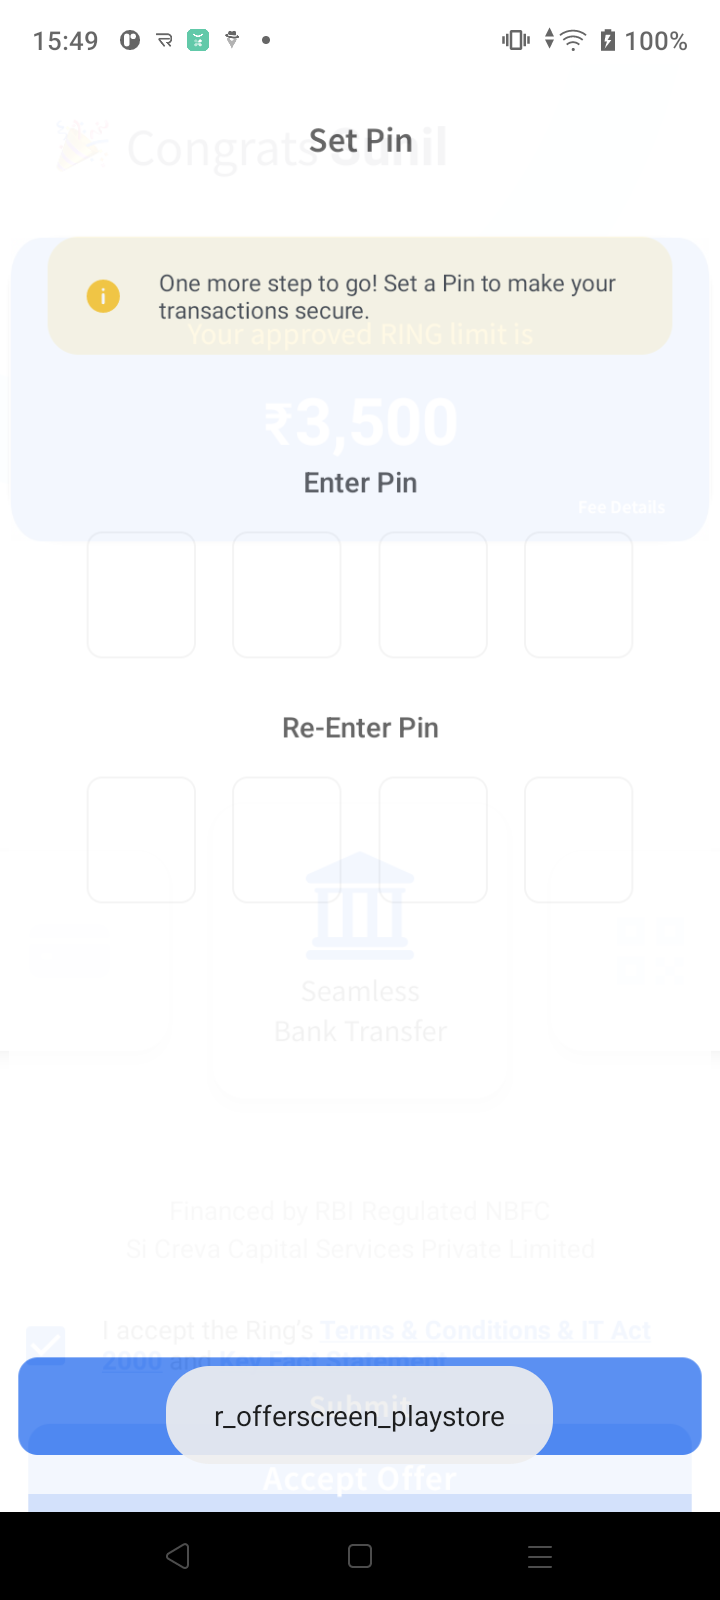 15:49
100%
Congrats Sunil
Set Pin
One more step to go! Set a Pin to make your
transactions secure.
Your approved RING limit is
₹3,500
Enter Pin
Fee Details
Re-Enter Pin
Seamless
Bank Transfer
Financed by RBI Regulated NBFC
Si Creva Capital Services Private Limited
I accept the Ring's Terms & Conditions & IT Act
2000 and Key Fact Statement
Submit
r_offerscreen_playstore
Accept Offer